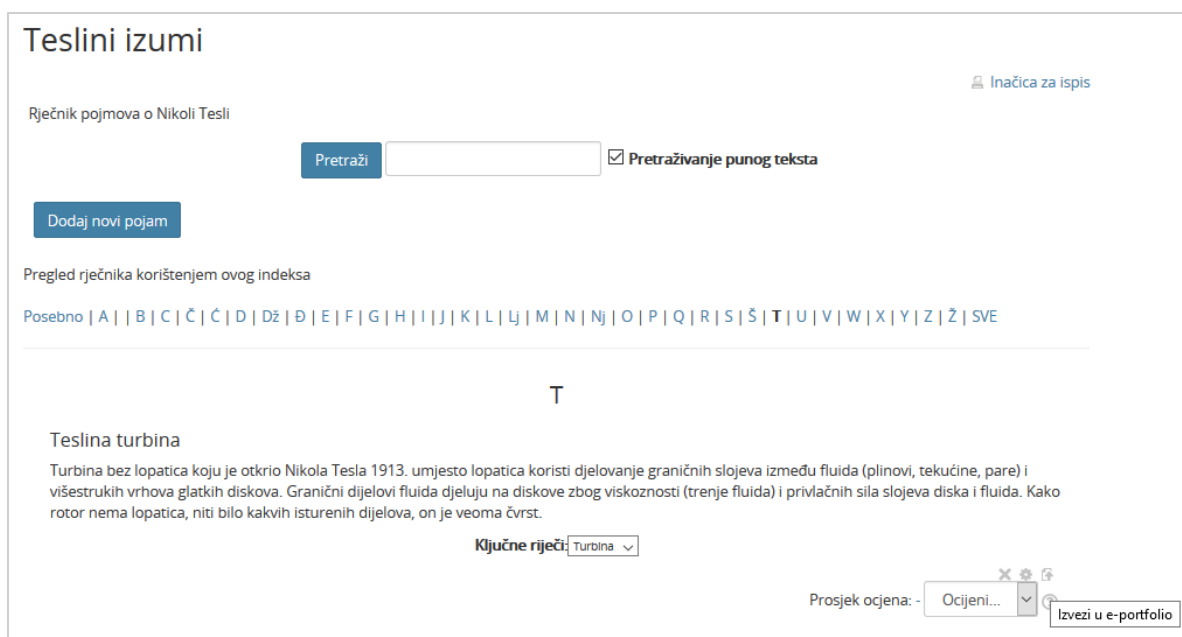 Teslini izumi
Inačica za ispis
Rječnik pojmova o Nikoli Tesli
Pretraži Pretraživanje punog teksta
Dodaj novi pojam
Pregled rječnika korištenjem ovog indeksa
Posebno | A | | B | C | Č | Ć | D | Dž | Đ | E | F | G | H | I | J | K | L | Lj | M | N | Nj | O | P | Q | R | S | Š | T | U | V | W | X | Y | Z | Ž | SVE
T
Teslina turbina
Turbina bez lopatica koju je otkrio Nikola Tesla 1913. umjesto lopatica koristi djelovanje graničnih slojeva između fluida (plinovi, tekućine, pare) i
višestrukih vrhova glatkih diskova. Granični dijelovi fluida djeluju na diskove zbog viskoznosti (trenje fluida) i privlačnih sila slojeva diska i fluida. Kako
rotor nema lopatica, niti bilo kakvih isturenih dijelova, on je veoma čvrst.
Ključne riječi: Turbina
Prosjek ocjena: - Ocijeni...
Izvezi u e-portfolio